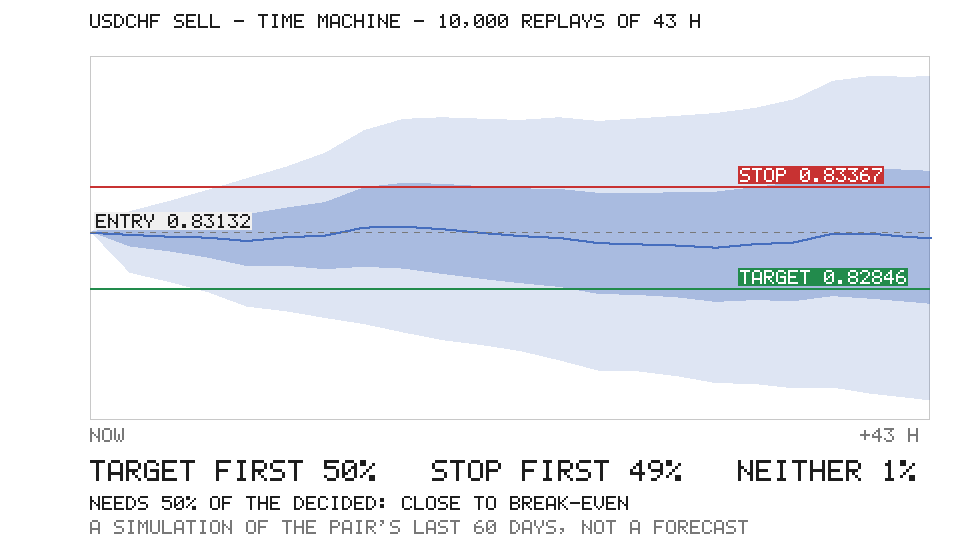 USDCHF SELL - TIME MACHINE - 10,000 REPLAYS OF 43 H
STOP 0.83367
ENTRY 0.83132
TARGET 0.82846
NOW +43 H
TARGET FIRST 50% STOP FIRST 49% NEITHER 1%
NEEDS 50% OF THE DECIDED: CLOSE TO BREAK-EVEN
A SIMULATION OF THE PAIR'S LAST 60 DAYS, NOT A FORECAST